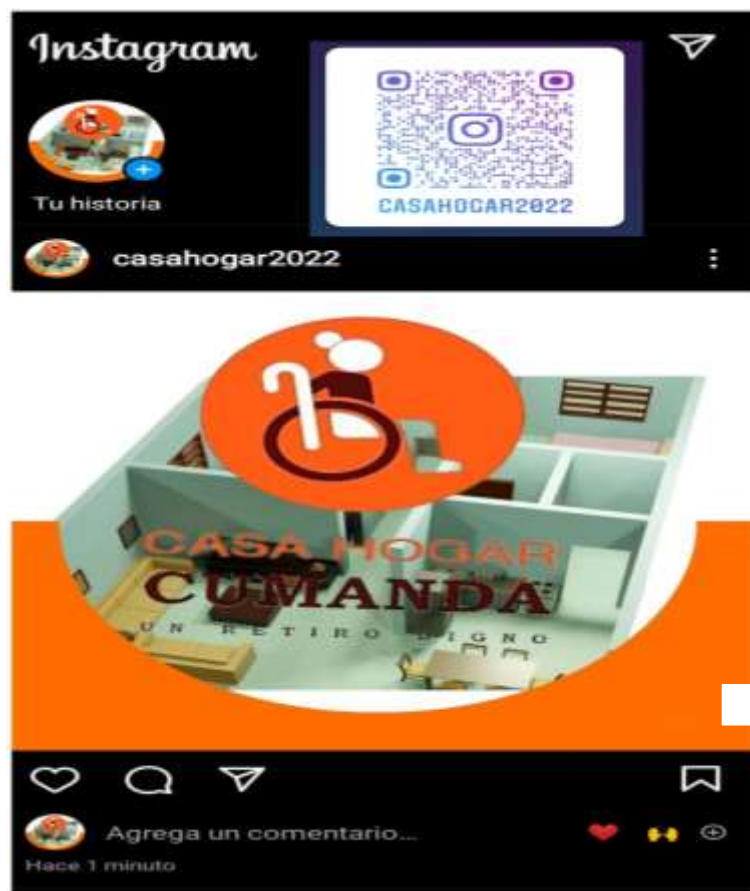 Instagram
CASAHOGAR2022
Tu historia
casahogar2022
CASA HOGAR
CUMANDA
UN RETIRO DIGNO
Agrega un comentario...
Hace 1 minuto